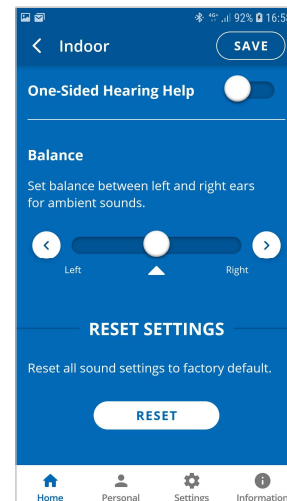 92% 16:58
Indoor SAVE
One-Sided Hearing Help
Balance
Set balance between left and right ears
for ambient sounds.
Left Right
RESET SETTINGS
Reset all sound settings to factory default.
RESET
Home Personal Settings Information